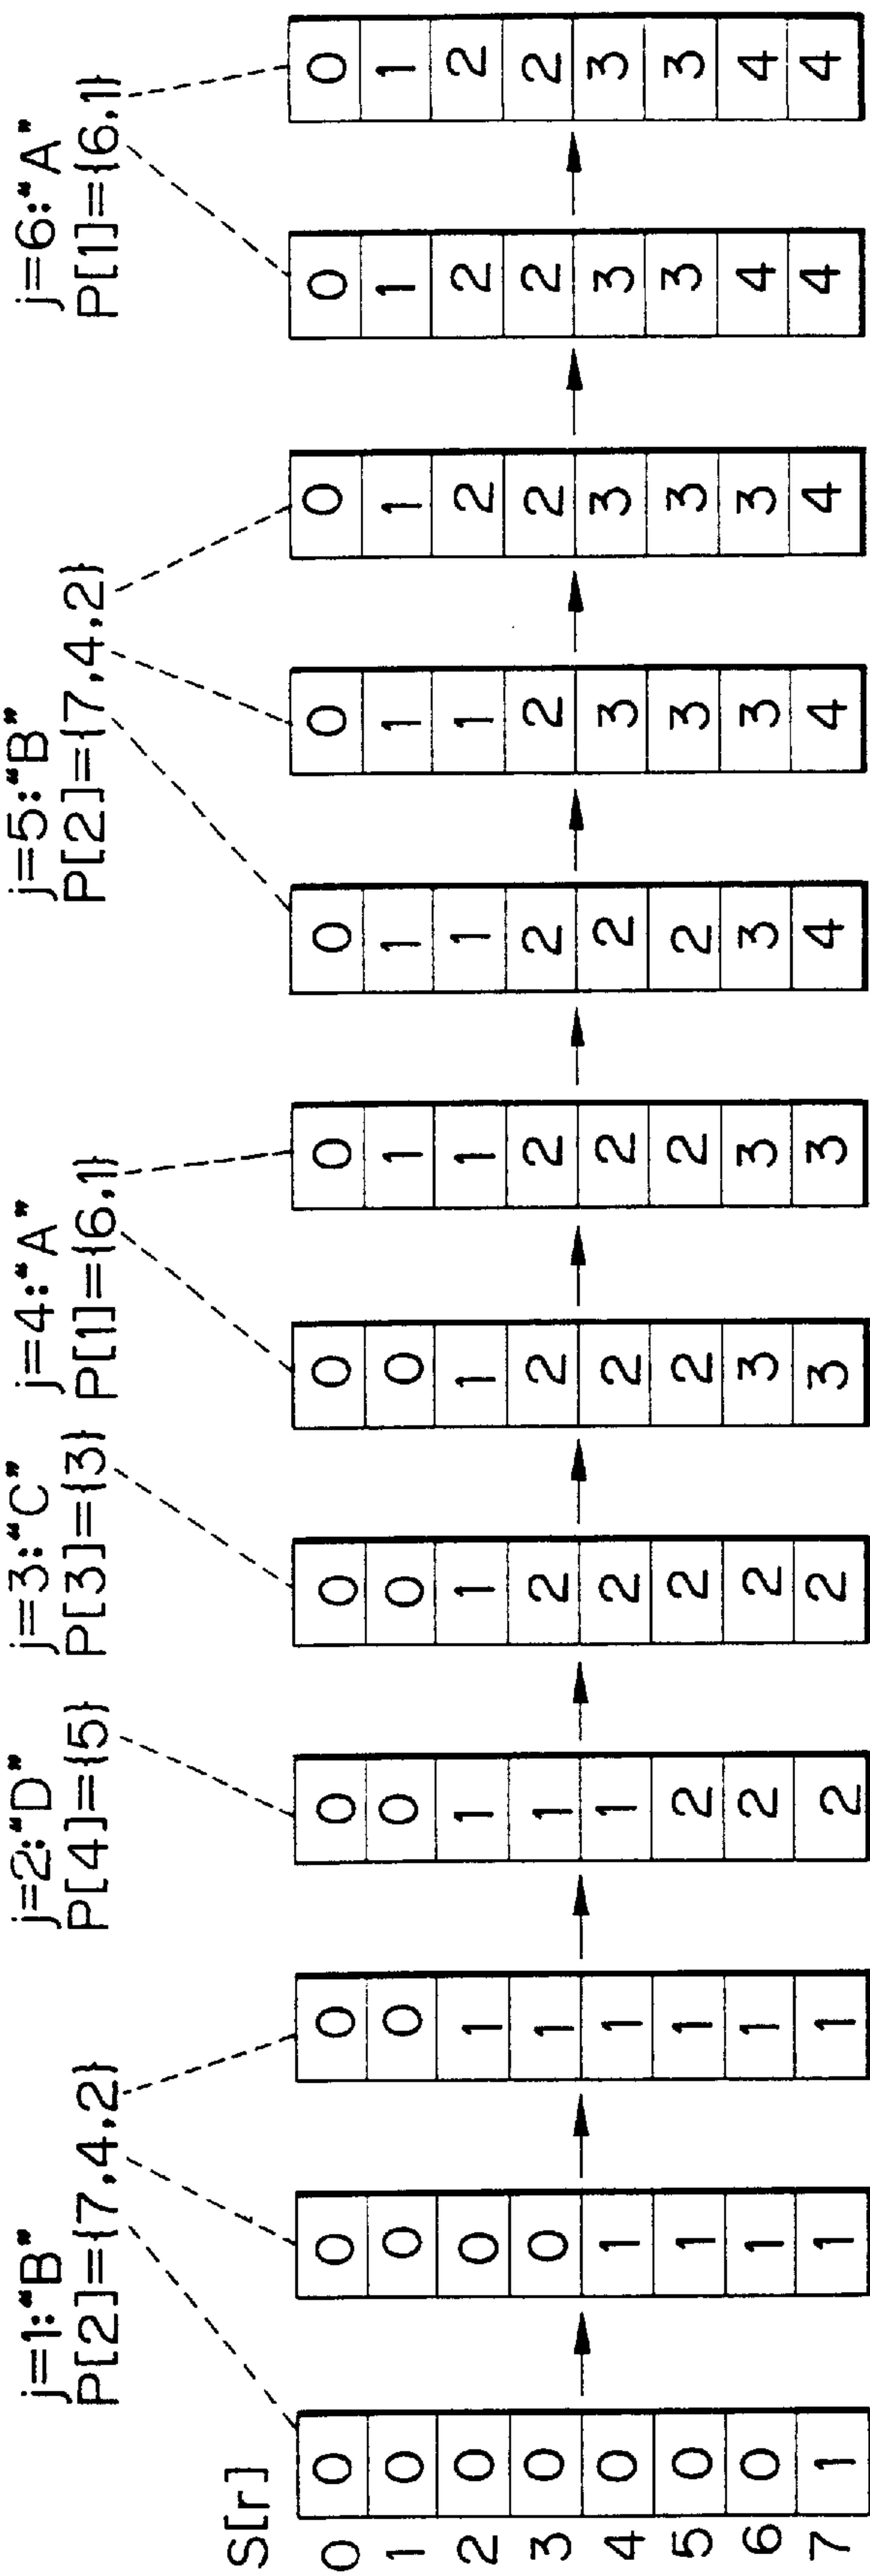 j=1:“B” j=2:“D” j=3:“C” j=4:“A” j=5:“B” j=6:“A”
P[2]={7,4,2} P[4]={5} P[3]={3} P[1]={6,1} P[2]={7,4,2} P[1]={6,1}
S[r]
0 0 0 0 0 0 0 0 0 0 0 0 0
1 0 0 0 0 0 0 1 1 1 1 1 1
2 0 0 1 1 1 1 1 1 1 2 2 2
3 0 0 1 1 2 2 2 2 2 2 2 2
4 0 1 1 1 2 2 2 2 3 3 3 3
5 0 1 1 2 2 2 2 2 3 3 3 3
6 0 1 1 2 2 3 3 3 3 3 4 4
7 1 1 1 2 2 3 3 4 4 4 4 4